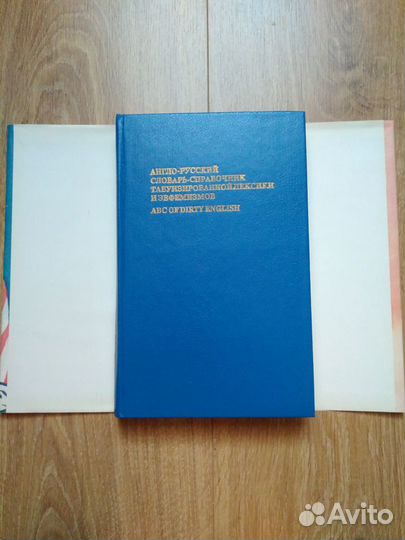 АНГЛО-РУССКИЙ
СЛОВАРЬ-СПРАВОЧНИК
ТАБУИЗИРОВАННОЙ ЛЕКСИКИ
И ЭВФЕМИЗМОВ
ABC OF DIRTY ENGLISH
Avito